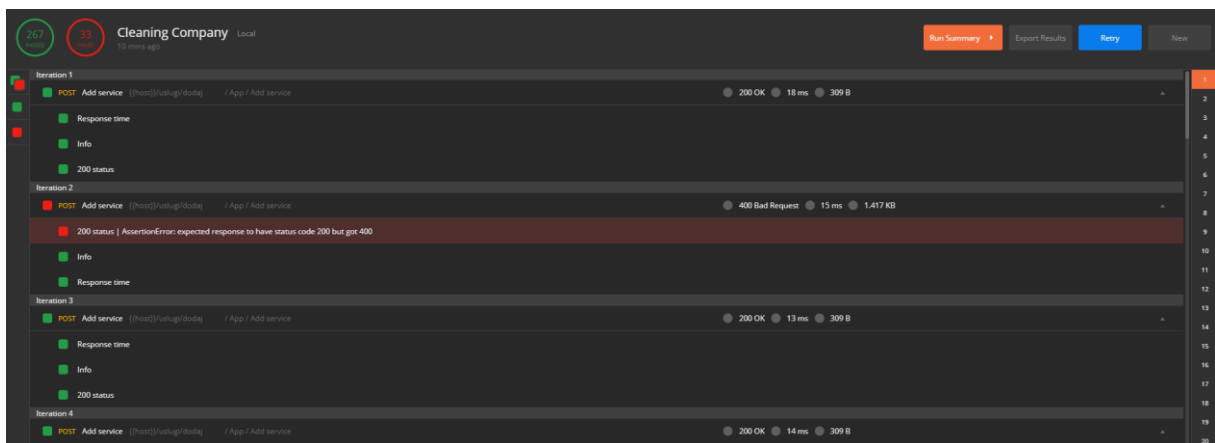 267
PASSED
33
FAILED
Cleaning Company Local
10 mins ago
Run Summary
Export Results
Retry
New
Iteration 1
POST Add service {{host}}/uslugi/dodaj / App / Add service 200 OK 18 ms 309 B
Response time
Info
200 status
Iteration 2
POST Add service {{host}}/uslugi/dodaj / App / Add service 400 Bad Request 15 ms 1.417 KB
200 status | AssertionError: expected response to have status code 200 but got 400
Info
Response time
Iteration 3
POST Add service {{host}}/uslugi/dodaj / App / Add service 200 OK 13 ms 309 B
Response time
Info
200 status
Iteration 4
POST Add service {{host}}/uslugi/dodaj / App / Add service 200 OK 14 ms 309 B
1
2
3
4
5
6
7
8
9
10
11
12
13
14
15
16
17
18
19
20